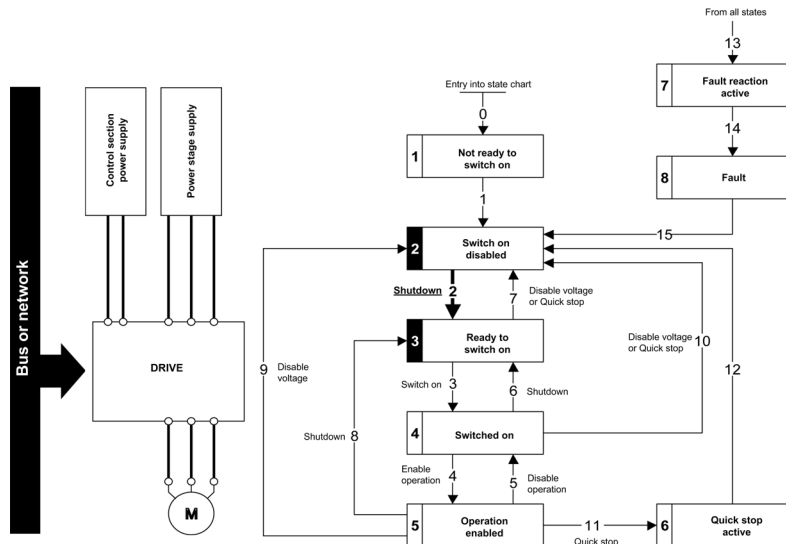 From all states
13
7
Fault reaction
active
14
8
Fault
15
Entry into state chart
0
1
Not ready to
switch on
1
2
Switch on
disabled
Shutdown 2
7
Disable voltage
or Quick stop
3
Ready to
switch on
Switch on 3
6 Shutdown
4
Switched on
Enable
operation
4
5
Disable
operation
5
Operation
enabled
11
Quick stop
6
Quick stop
active
Disable voltage
or Quick stop
10
12
9 Disable
voltage
Shutdown 8
Bus or network
Control section
power supply
Power stage supply
DRIVE
M